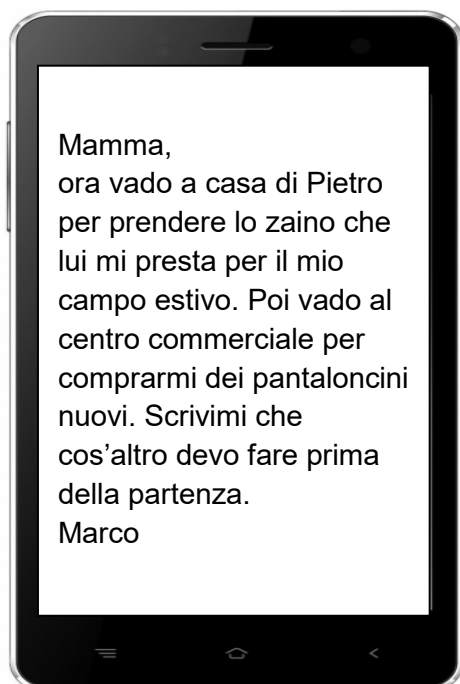 Mamma,
ora vado a casa di Pietro
per prendere lo zaino che
lui mi presta per il mio
campo estivo. Poi vado al
centro commerciale per
comprarmi dei pantaloncini
nuovi. Scrivimi che
cos’altro devo fare prima
della partenza.
Marco